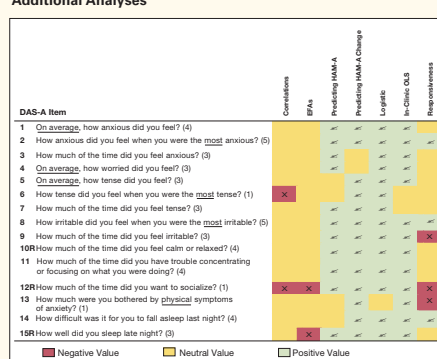 Additional Analyses
Correlations
EFAs
Predicting HAM-A
Predicting HAM-A Change
Logistic
In-Clinic OLS
Responsiveness
DAS-A Item
1 On average, how anxious did you feel? (4)
2 How anxious did you feel when you were the most anxious? (5)
3 How much of the time did you feel anxious? (3)
4 On average, how worried did you feel? (3)
5 On average, how tense did you feel? (3)
6 How tense did you feel when you were the most tense? (1)
7 How much of the time did you feel tense? (3)
8 How irritable did you feel when you were the most irritable? (5)
9 How much of the time did you feel irritable? (3)
10R How much of the time did you feel calm or relaxed? (4)
11 How much of the time did you have trouble concentrating
or focusing on what you were doing? (4)
12R How much of the time did you want to socialize? (1)
13 How much were you bothered by physical symptoms
of anxiety? (1)
14 How difficult was it for you to fall asleep last night? (4)
15R How well did you sleep late night? (3)
Negative Value Neutral Value Positive Value